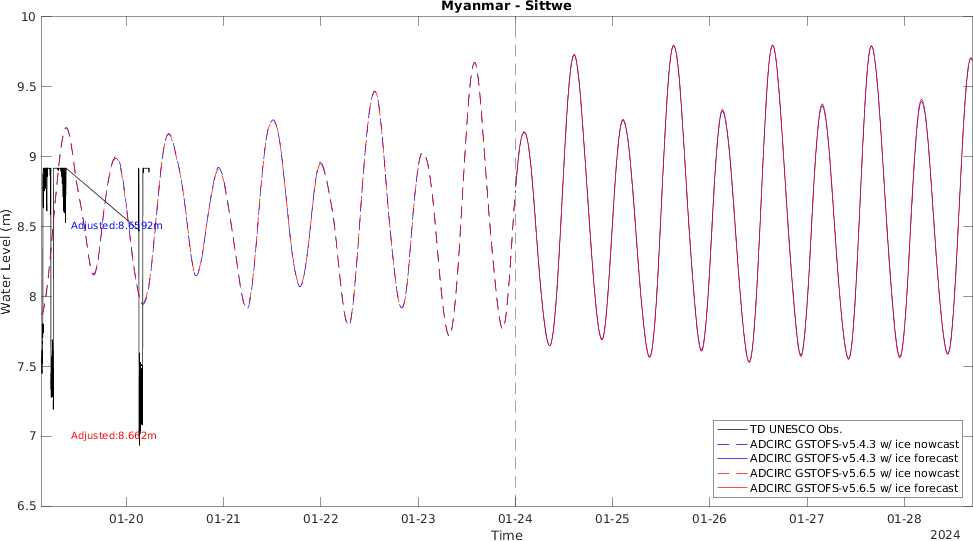 Myanmar - Sittwe
10
9.5
9
8.5
8
7.5
7
6.5
Water Level (m)
Adjusted:8.6592m
Adjusted:8.662m
TD UNESCO Obs.
ADCIRC GSTOFS-v5.4.3 w/ ice nowcast
ADCIRC GSTOFS-v5.4.3 w/ ice forecast
ADCIRC GSTOFS-v5.6.5 w/ ice nowcast
ADCIRC GSTOFS-v5.6.5 w/ ice forecast
01-20 01-21 01-22 01-23 01-24 01-25 01-26 01-27 01-28
Time
2024